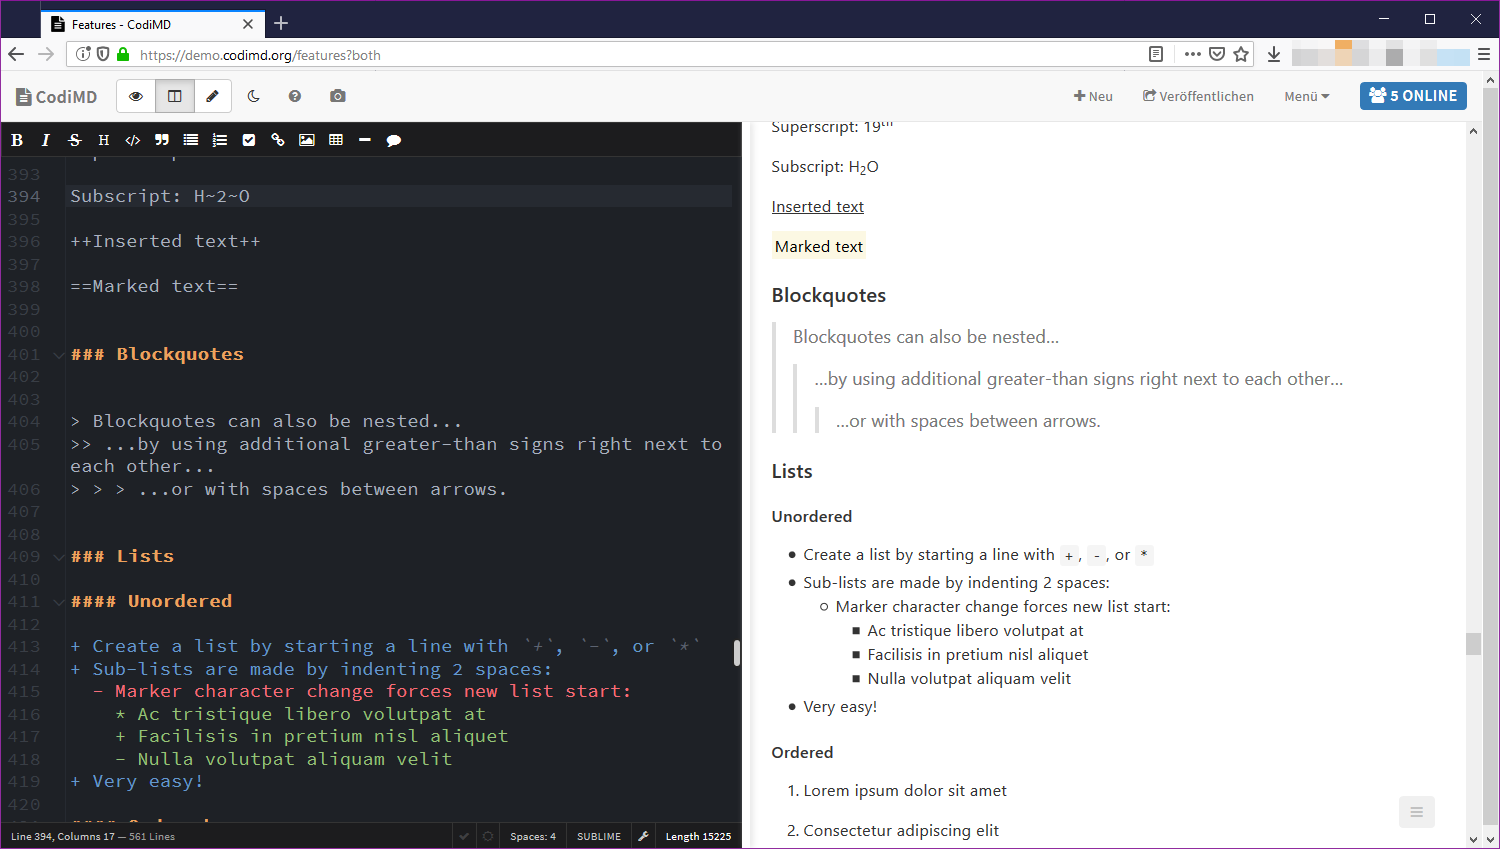 Features - CodiMD
https://demo.codimd.org/features?both
CodiMD
Neu
Veröffentlichen
Menü
5 ONLINE
B I S H </>
393
394 Subscript: H~2~O
395
396 ++Inserted text++
397
398 ==Marked text==
399
400
401 ### Blockquotes
402
403
404 > Blockquotes can also be nested...
405 >> ...by using additional greater-than signs right next to
each other...
406 > > > ...or with spaces between arrows.
407
408
409 ### Lists
410
411 #### Unordered
412
413 + Create a list by starting a line with `+`, `-`, or `*`
414 + Sub-lists are made by indenting 2 spaces:
415 - Marker character change forces new list start:
416 * Ac tristique libero volutpat at
417 + Facilisis in pretium nisl aliquet
418 - Nulla volutpat aliquam velit
419 + Very easy!
420
Line 394, Columns 17 — 561 Lines
Spaces: 4
SUBLIME
Length 15225
Superscript: 19th
Subscript: H2O
Inserted text
Marked text
Blockquotes
Blockquotes can also be nested...
...by using additional greater-than signs right next to each other...
...or with spaces between arrows.
Lists
Unordered
• Create a list by starting a line with +, -, or *
• Sub-lists are made by indenting 2 spaces:
○ Marker character change forces new list start:
■ Ac tristique libero volutpat at
■ Facilisis in pretium nisl aliquet
■ Nulla volutpat aliquam velit
• Very easy!
Ordered
1. Lorem ipsum dolor sit amet
2. Consectetur adipiscing elit